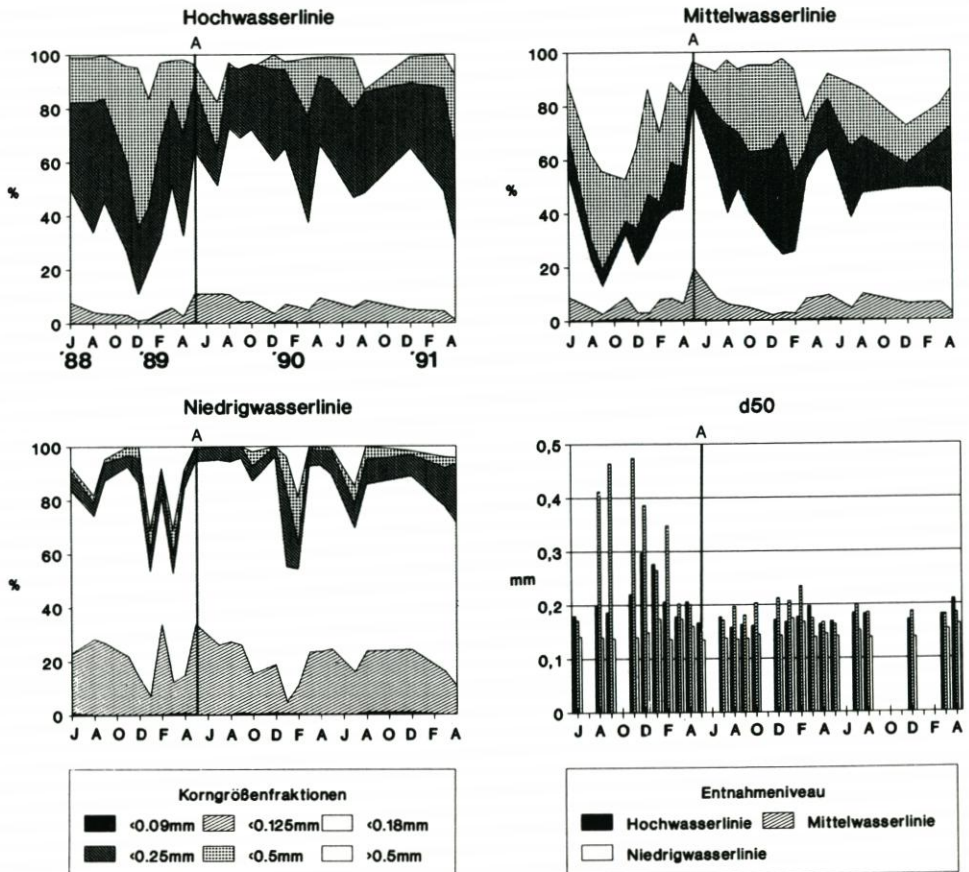 Hochwasserlinie
A
100
80
60
%
40
20
0
J A O D F A J A O D F A J A O D F A
'88 '89 '90 '91
Mittelwasserlinie
A
100
80
60
%
40
20
0
J A O D F A J A O D F A J A O D F A
Niedrigwasserlinie
A
100
80
60
%
40
20
0
J A O D F A J A O D F A J A O D F A
d50
A
0,5
0,4
0,3
mm
0,2
0,1
0
J A O D F A J A O D F A J A O D F A
Korngrößenfraktionen
<0.09mm <0.125mm <0.18mm
<0.25mm <0.5mm >0.5mm
Entnahmeniveau
Hochwasserlinie Mittelwasserlinie
Niedrigwasserlinie